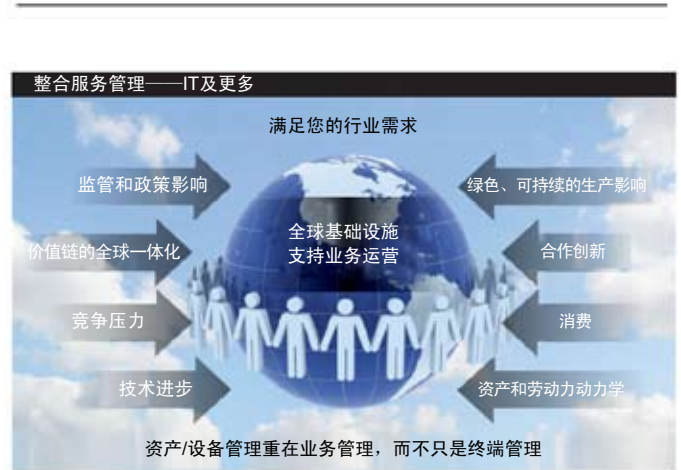 整合服务管理——IT及更多
满足您的行业需求
监管和政策影响
绿色、可持续的生产影响
全球基础设施
支持业务运营
价值链的全球一体化
合作创新
竞争压力
消费
技术进步
资产和劳动力动力学
资产/设备管理重在业务管理，而不只是终端管理